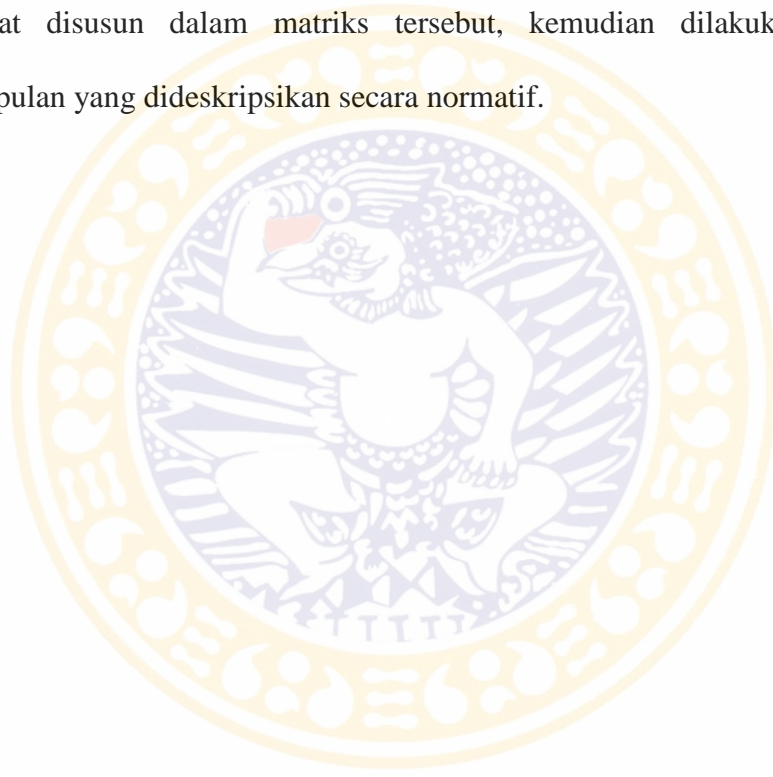 at disusun dalam matriks tersebut, kemudian dilakuk
pulan yang dideskripsikan secara normatif.